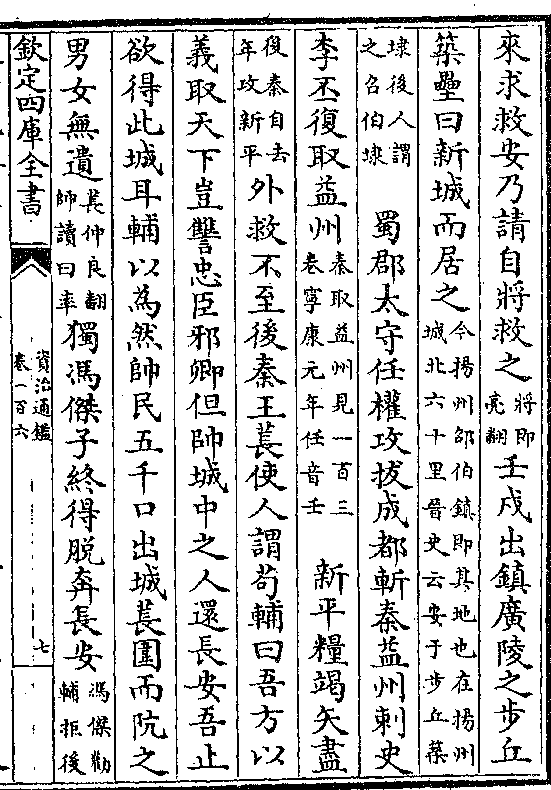 來求救安乃請自將救之將即亮翻壬戌出鎮廣陵之步丘
築壘曰新城而居之今揚州邵伯鎮即其地也在揚州城北六十里晉史云安于步丘築
埭後人謂之召伯埭 蜀郡太守任權攻拔成都斬秦益州刺史
李丕復取益州秦取益州見一百三卷寧康元年任音壬 新平糧竭矢盡
後秦自去年攻新平外救不至後秦王萇使人謂苟輔曰吾方以
義取天下豈讐忠臣邪卿但帥城中之人還長安吾止
欲得此城耳輔以為然帥民五千口出城萇圍而阬之
男女無遺萇仲良翻帥讀曰率獨馮傑子終得脫奔長安馮傑勸輔拒後
欽定四庫全書 資治通鑑卷一百六 七